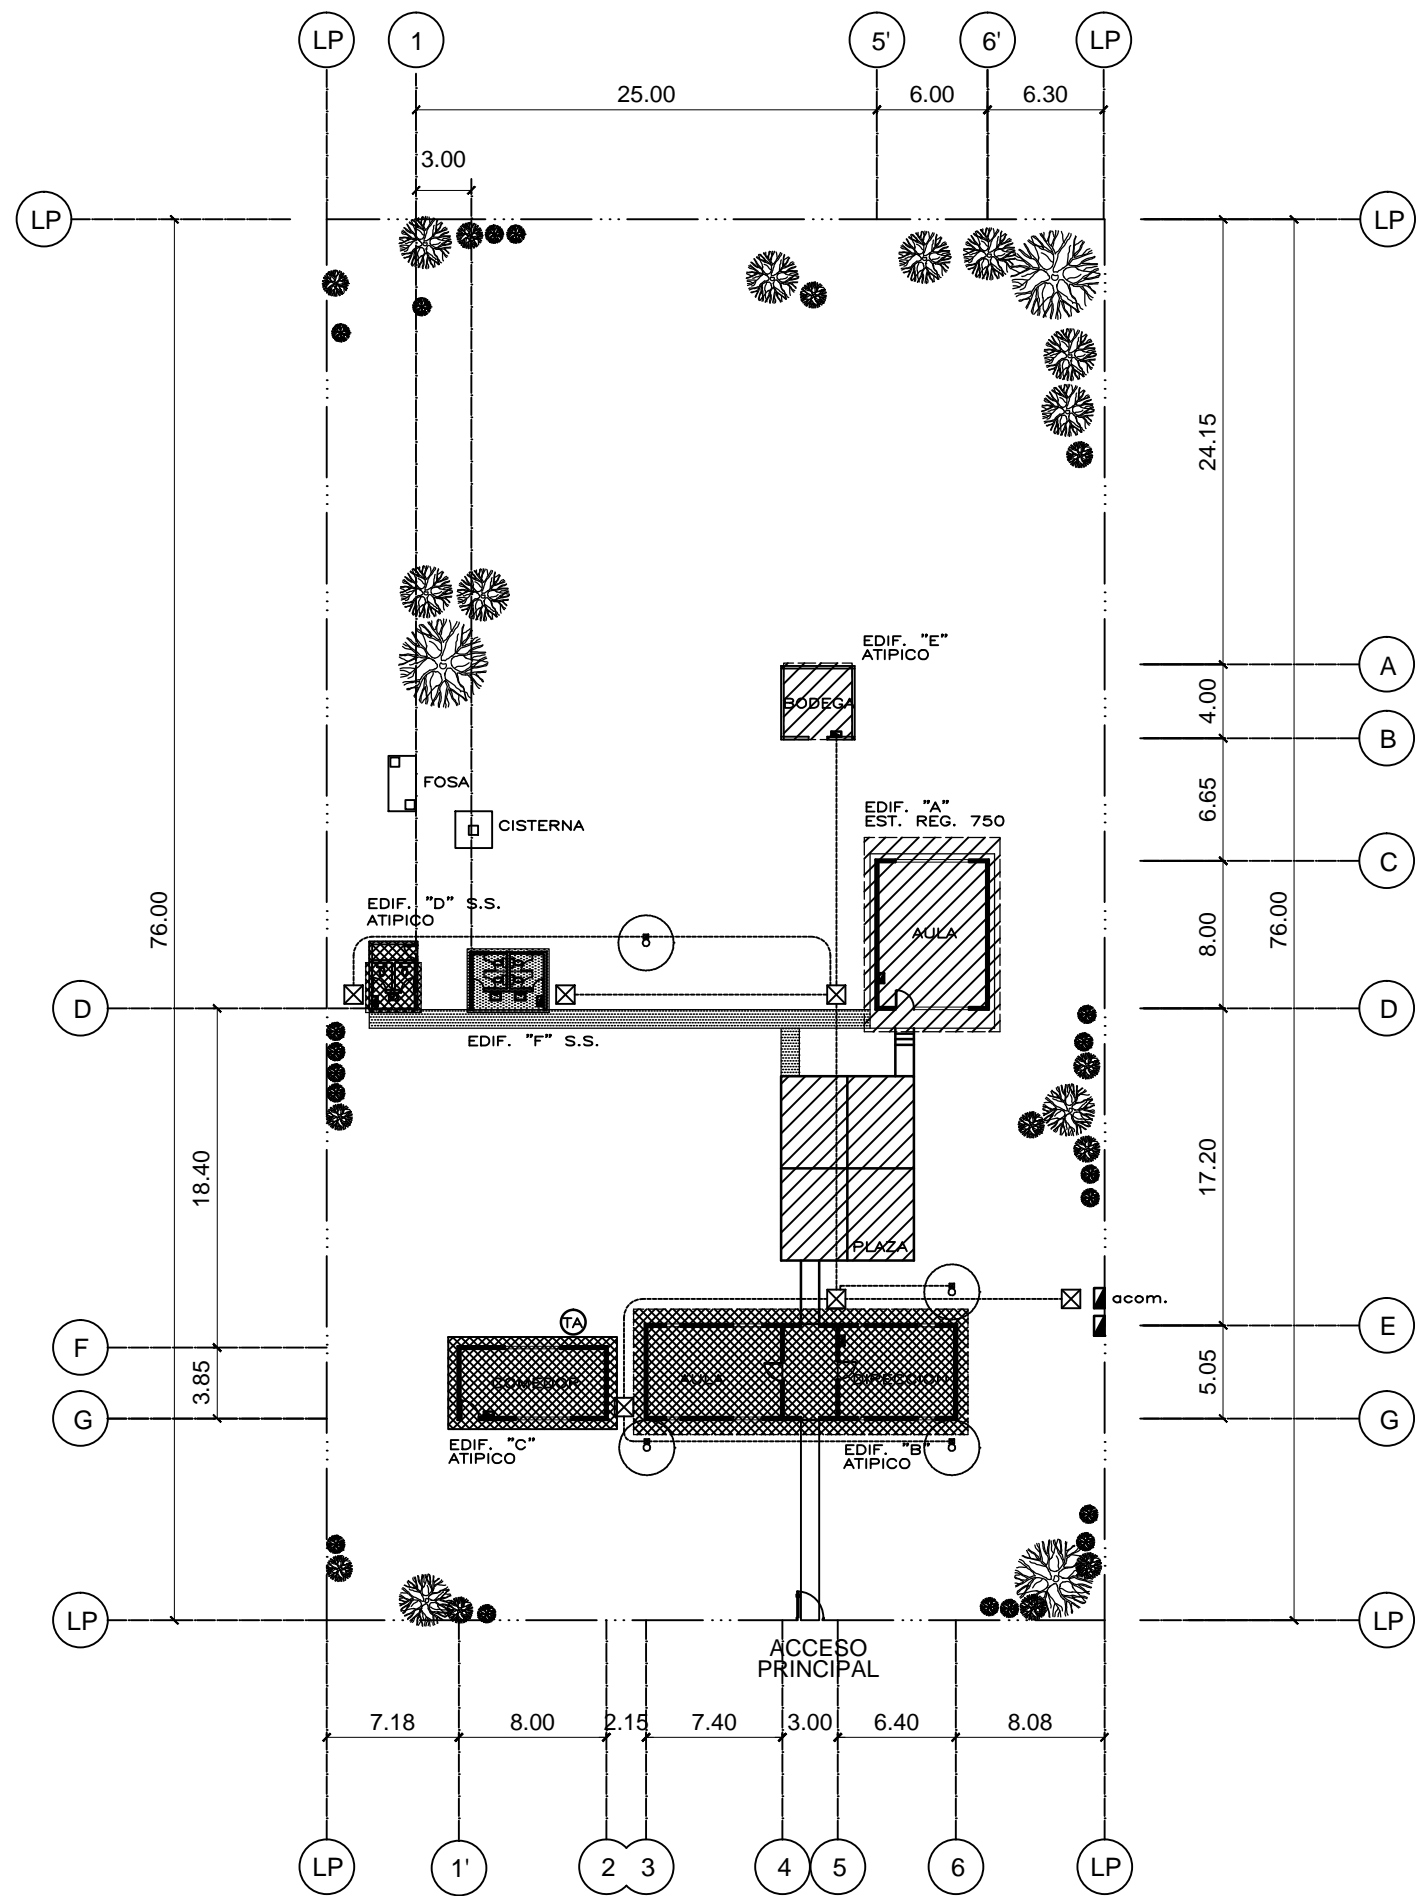 LP
1
5'
6'
LP
25.00
6.00
6.30
3.00
LP
LP
24.15
EDIF. "E"
ATIPICO
A
BODEGA
4.00
B
FOSA
6.65
EDIF. "A"
EST. REG. 750
CISTERNA
C
EDIF. "D" S.S.
ATIPICO
76.00
AULA
8.00
76.00
D
D
EDIF. "F" S.S.
18.40
17.20
PLAZA
acom.
TA
E
F
3.85
COMEDOR
AULA
DIRECCION
5.05
G
G
EDIF. "C"
ATIPICO
EDIF. "B"
ATIPICO
LP
LP
ACCESO
PRINCIPAL
7.18
8.00
2.15
7.40
3.00
6.40
8.08
LP
1'
2
3
4
5
6
LP